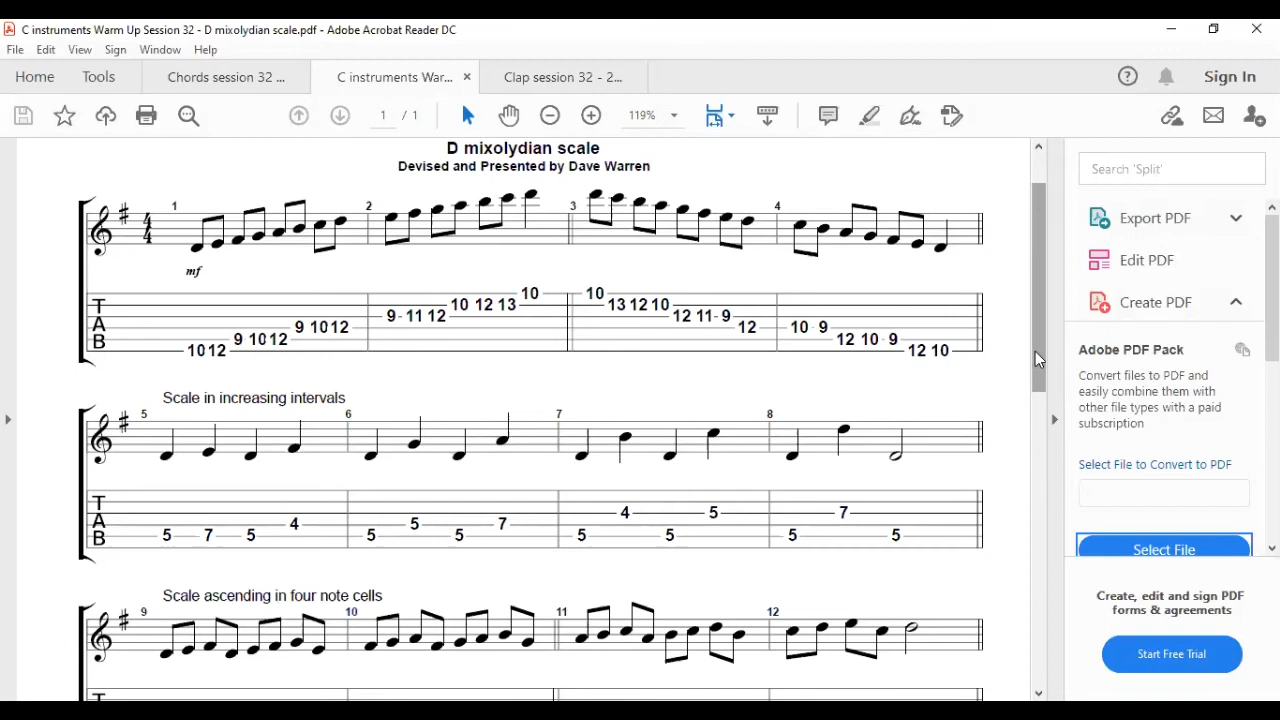 C instruments Warm Up Session 32 - D mixolydian scale.pdf - Adobe Acrobat Reader DC
File Edit View Sign Window Help
Home Tools Chords session 32 ... C instruments War... × Clap session 32 - 2... Sign In
1 / 1 119%
D mixolydian scale
Devised and Presented by Dave Warren
1 2 3 4
4
4
mf
T
A
B
10 12 9 10 12 9 10 12 9 11 12 10 12 13 10 10 13 12 10 12 11 9 12 10 9 12 10 9 12 10
Scale in increasing intervals
5 6 7 8
T
A
B
5 7 5 4 5 5 5 7 5 4 5 5 5 7 5
Scale ascending in four note cells
9 10 11 12
T
Search 'Split'
Export PDF
Edit PDF
Create PDF
Adobe PDF Pack
Convert files to PDF and
easily combine them with
other file types with a paid
subscription
Select File to Convert to PDF
Select File
Create, edit and sign PDF
forms & agreements
Start Free Trial